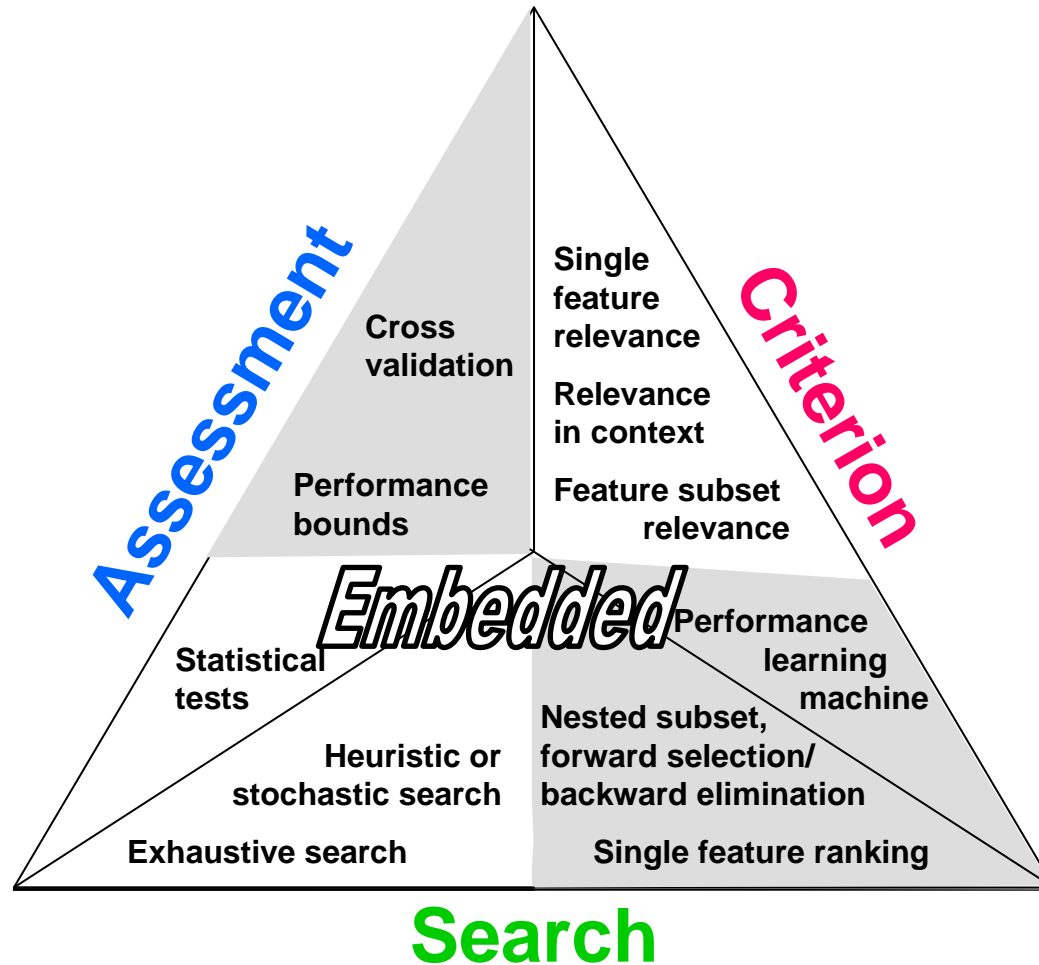 Assessment
Criterion
Single
feature
relevance
Cross
validation
Relevance
in context
Performance
bounds
Feature subset
relevance
Embedded
Performance
learning
machine
Statistical
tests
Nested subset,
forward selection/
backward elimination
Heuristic or
stochastic search
Exhaustive search
Single feature ranking
Search